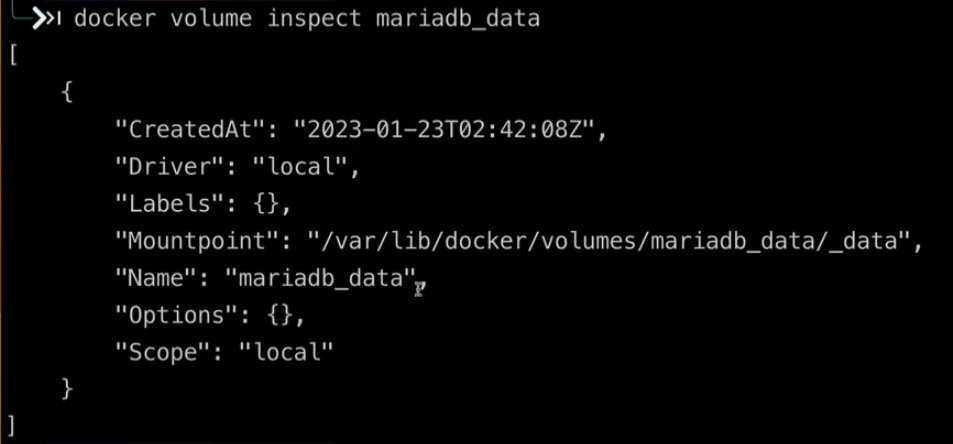 docker volume inspect mariadb_data
[
    {
        "CreatedAt": "2023-01-23T02:42:08Z",
        "Driver": "local",
        "Labels": {},
        "Mountpoint": "/var/lib/docker/volumes/mariadb_data/_data",
        "Name": "mariadb_data",
        "Options": {},
        "Scope": "local"
    }
]